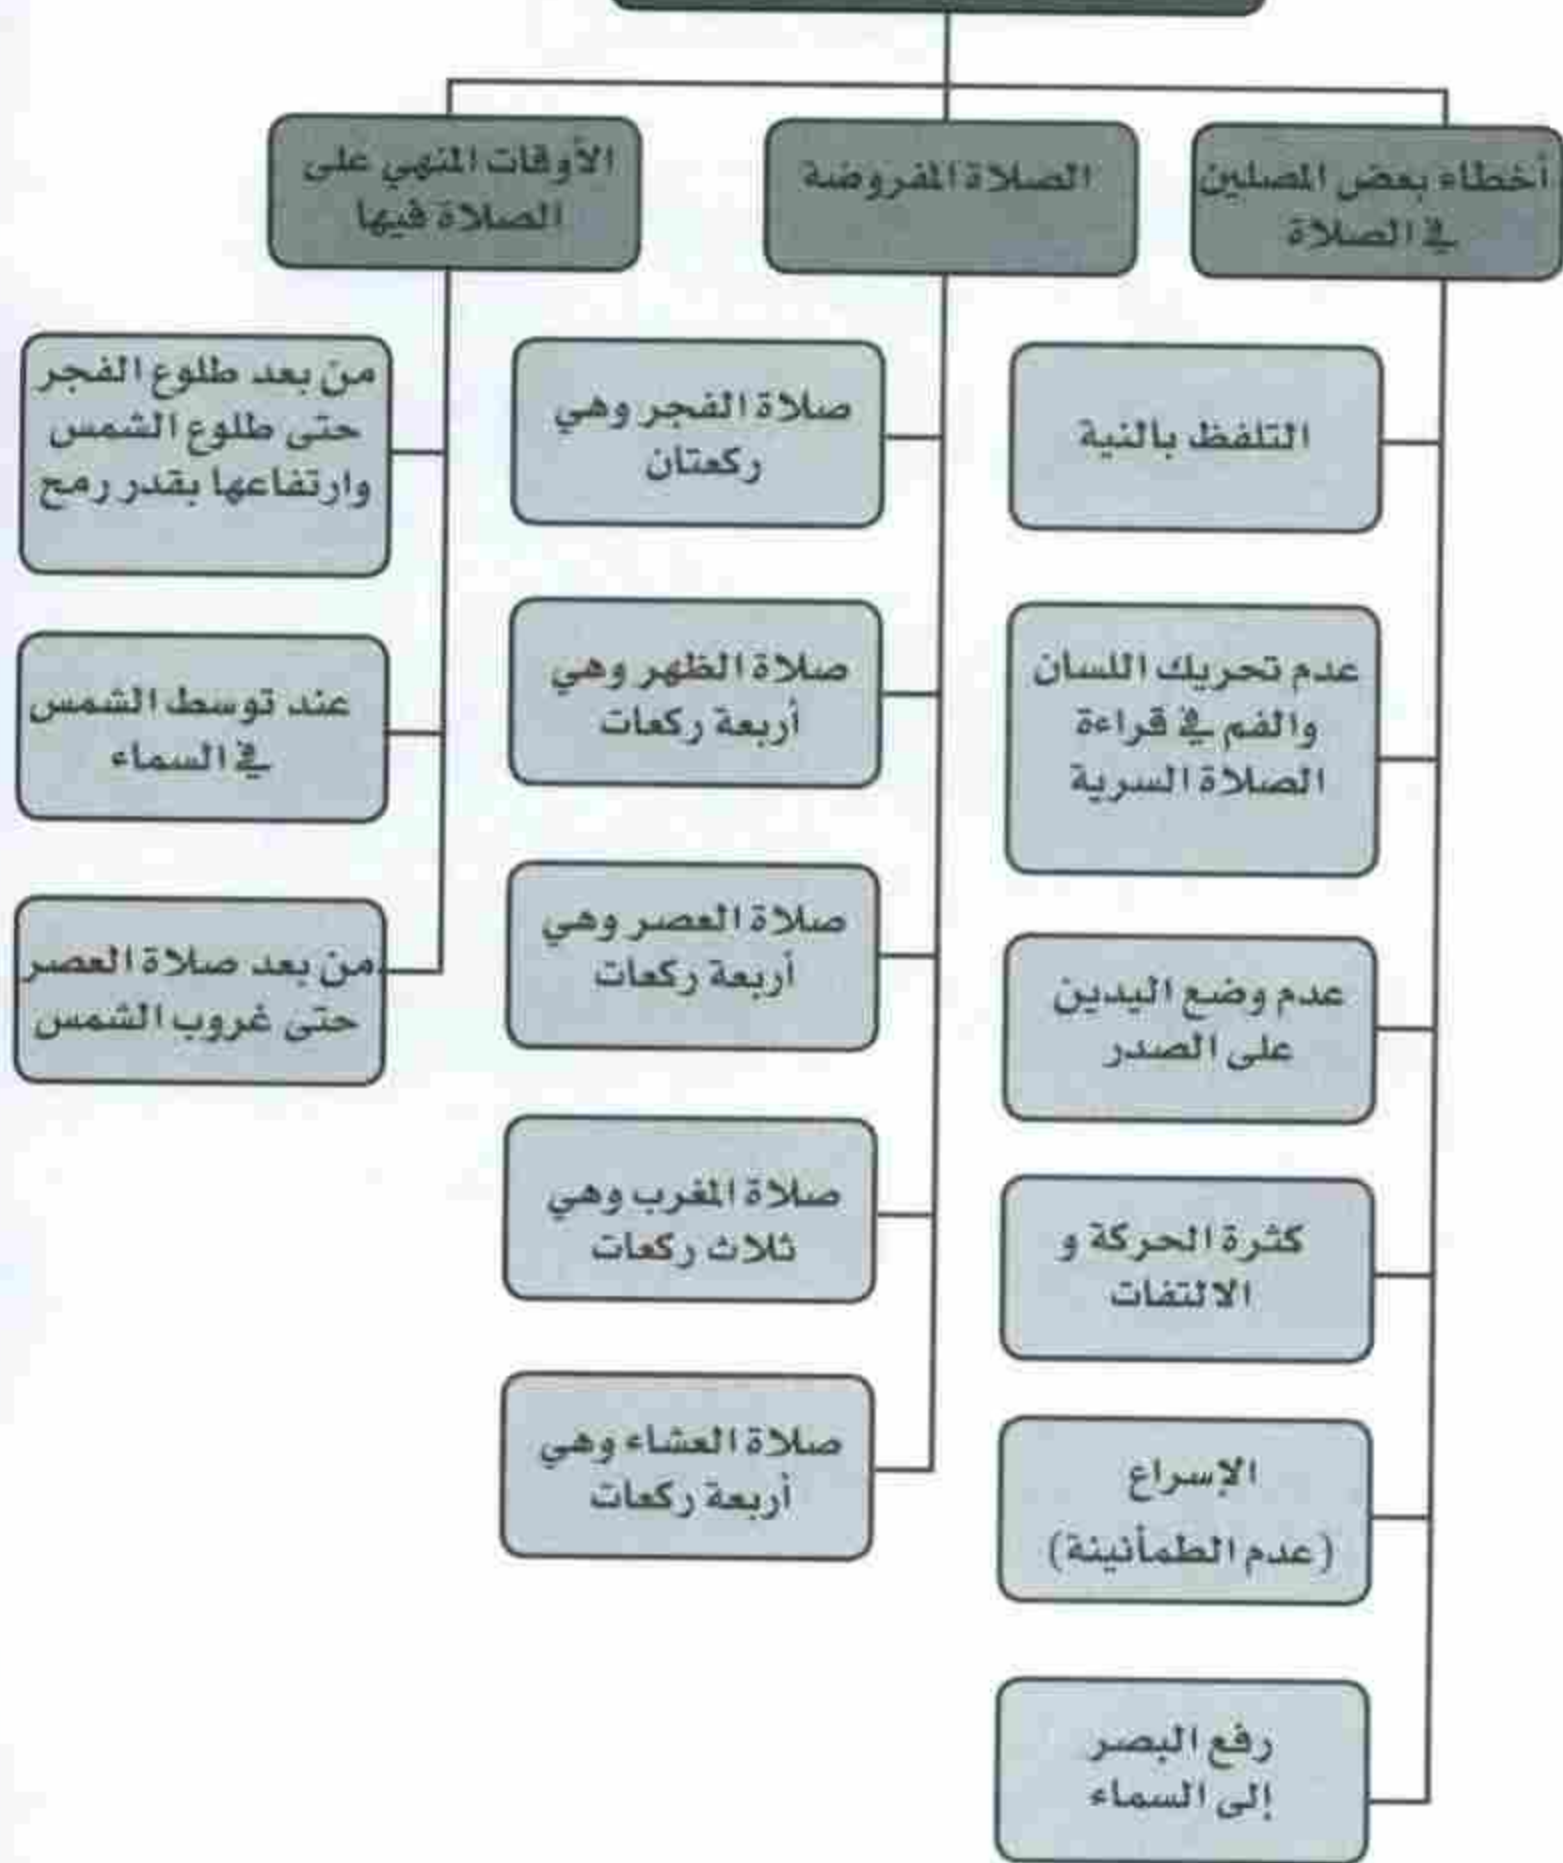 أخطاء بعض المصلين
في الصلاة
التلفظ بالنية
عدم تحريك اللسان
والفم في قراءة
الصلاة السرية
عدم وضع اليدين
على الصدر
كثرة الحركة و
الالتفات
الإسراع
(عدم الطمأنينة)
رفع البصر
إلى السماء
الصلاة المفروضة
صلاة الفجر وهي
ركعتان
صلاة الظهر وهي
أربعة ركعات
صلاة العصر وهي
أربعة ركعات
صلاة المغرب وهي
ثلاث ركعات
صلاة العشاء وهي
أربعة ركعات
الأوقات المنهي على
الصلاة فيها
من بعد طلوع الفجر
حتى طلوع الشمس
وارتفاعها بقدر رمح
عند توسط الشمس
في السماء
من بعد صلاة العصر
حتى غروب الشمس